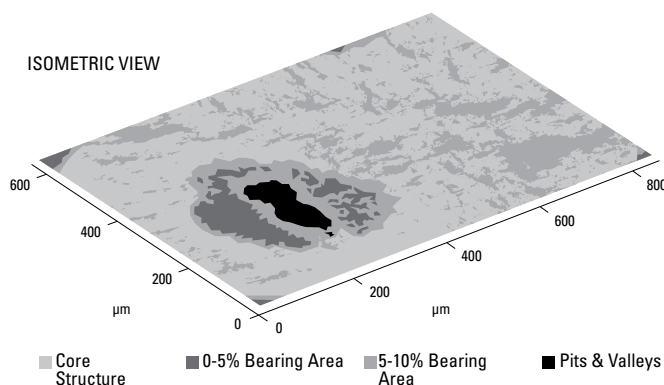 ISOMETRIC VIEW
600
400
200
0
µm
0
200
400
600
800
µm
Core
Structure
0-5% Bearing Area
5-10% Bearing
Area
Pits & Valleys